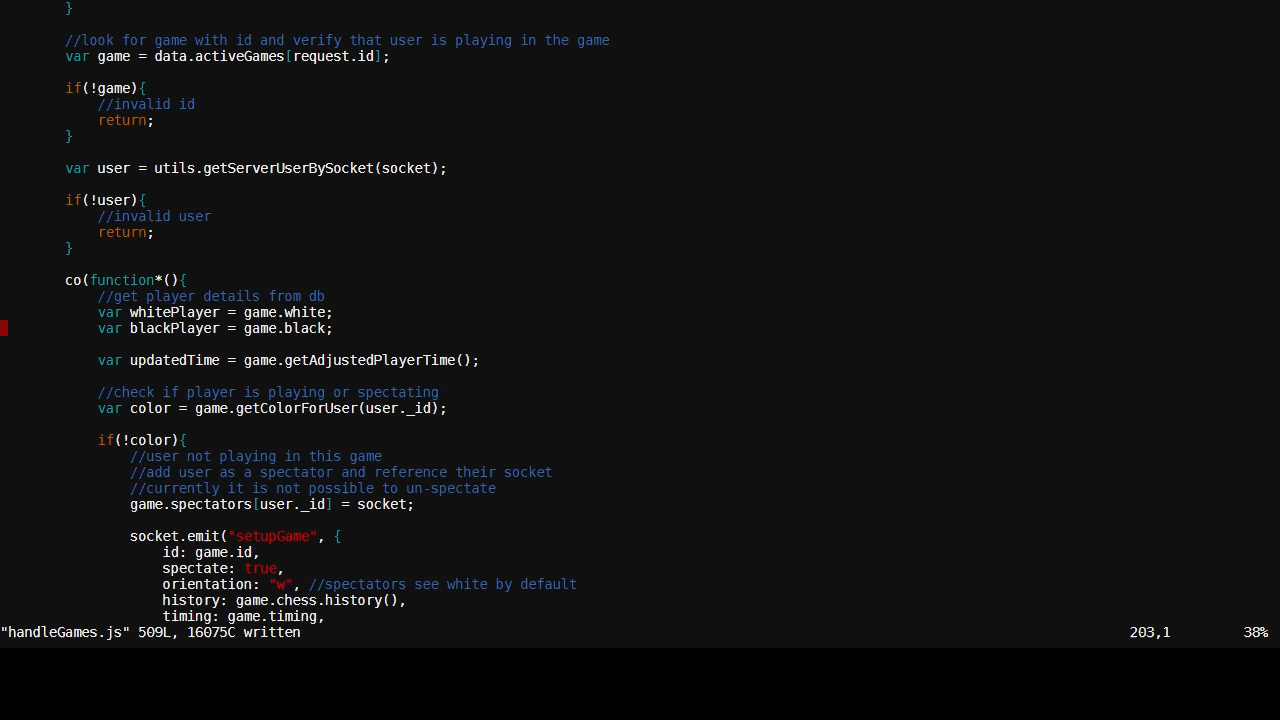 }
//look for game with id and verify that user is playing in the game
var game = data.activeGames[request.id];
if(!game){
//invalid id
return;
}
var user = utils.getServerUserBySocket(socket);
if(!user){
//invalid user
return;
}
co(function*(){
//get player details from db
var whitePlayer = game.white;
var blackPlayer = game.black;
var updatedTime = game.getAdjustedPlayerTime();
//check if player is playing or spectating
var color = game.getColorForUser(user._id);
if(!color){
//user not playing in this game
//add user as a spectator and reference their socket
//currently it is not possible to un-spectate
game.spectators[user._id] = socket;
socket.emit("setupGame", {
id: game.id,
spectate: true,
orientation: "w", //spectators see white by default
history: game.chess.history(),
timing: game.timing,
"handleGames.js" 509L, 16075C written 203,1 38%